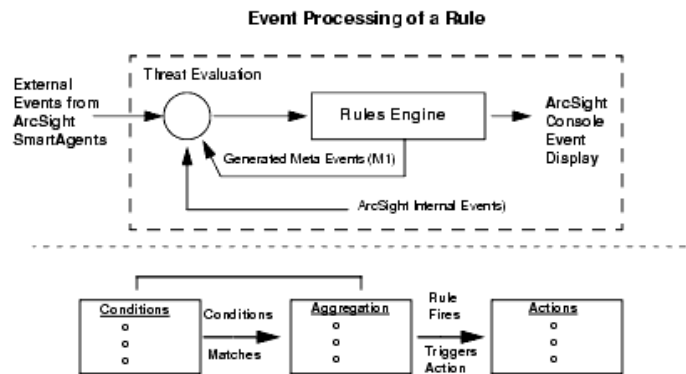 Event Processing of a Rule
Threat Evaluation
External
Events from
ArcSight
SmartAgents
Rules Engine
ArcSight
Console
Event
Display
Generated Meta Events (M1)
ArcSight Internal Events)
Conditions
Conditions
Matches
Aggregation
Rule
Fires
Triggers
Action
Actions